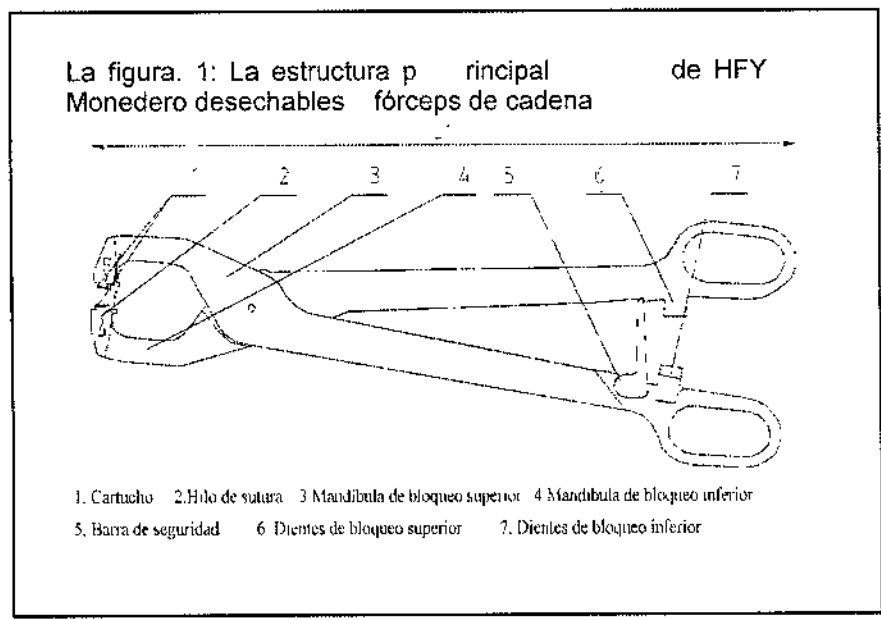 La figura. 1: La estructura p rincipal de HFY
Monedero desechables fórceps de cadena
1 2 3 4 5 6 7
1. Cartucho 2.Hilo de sutura 3 Mandibula de bloqueo superior 4 Mandibula de bloqueo inferior
5. Barra de seguridad 6 Dientes de bloqueo superior 7. Dientes de bloqueo inferior